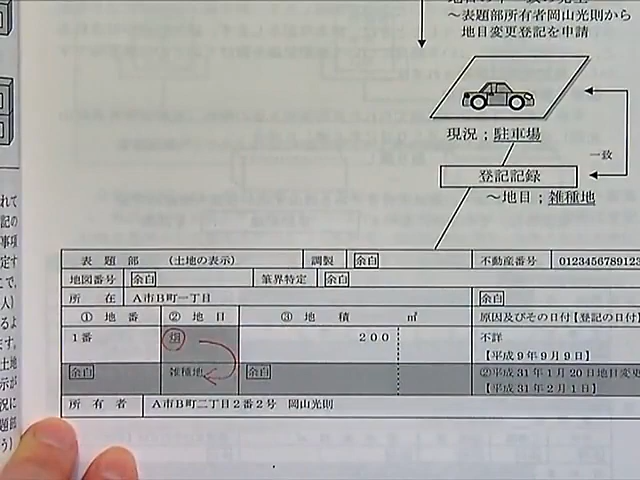 ～表題部所有者岡山光則から
地目変更登記を申請
現況；駐車場
一致
登記記録
～地目；雑種地
表 題 部 （土地の表示） 調製 余白 不動産番号 0123456789123
地図番号 余白 筆界特定 余白
所 在 A市B町一丁目 余白
① 地 番 ② 地 目 ③ 地 積 ㎡ 原因及びその日付【登記の日付】
1番 畑 200 不詳
【平成9年9月9日】
余白 雑種地 余白 ②平成31年1月20日地目変更
【平成31年2月1日】
所 有 者 A市B町二丁目2番2号 岡山光則